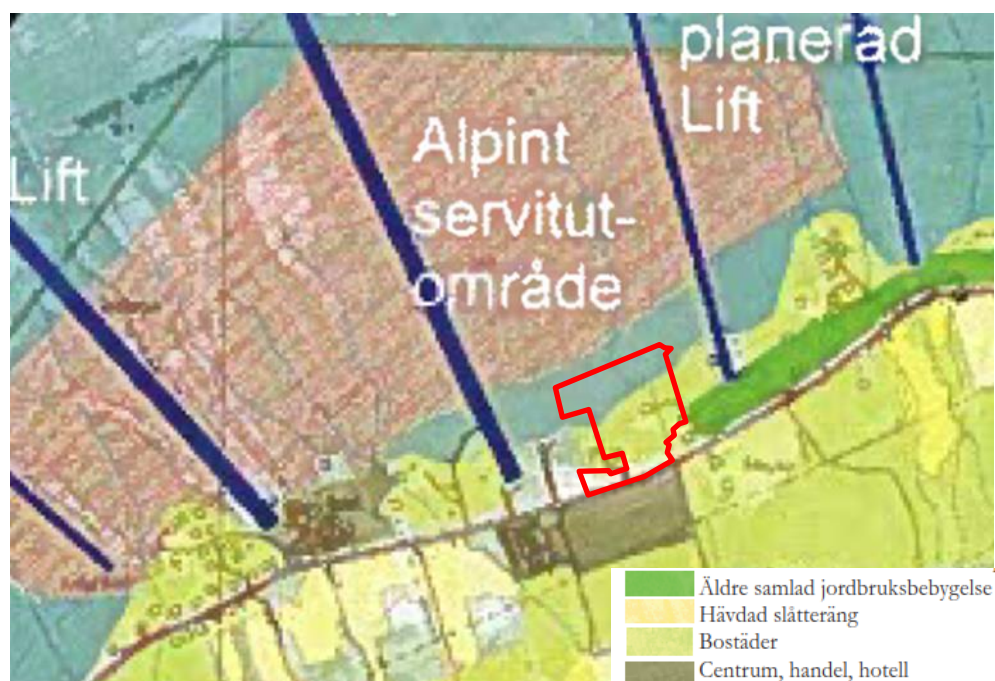 planerad
Lift
Alpint
servitut-
område
Lift
Äldre samlad jordbruksbebygelse
Hävdad slåtteräng
Bostäder
Centrum, handel, hotell